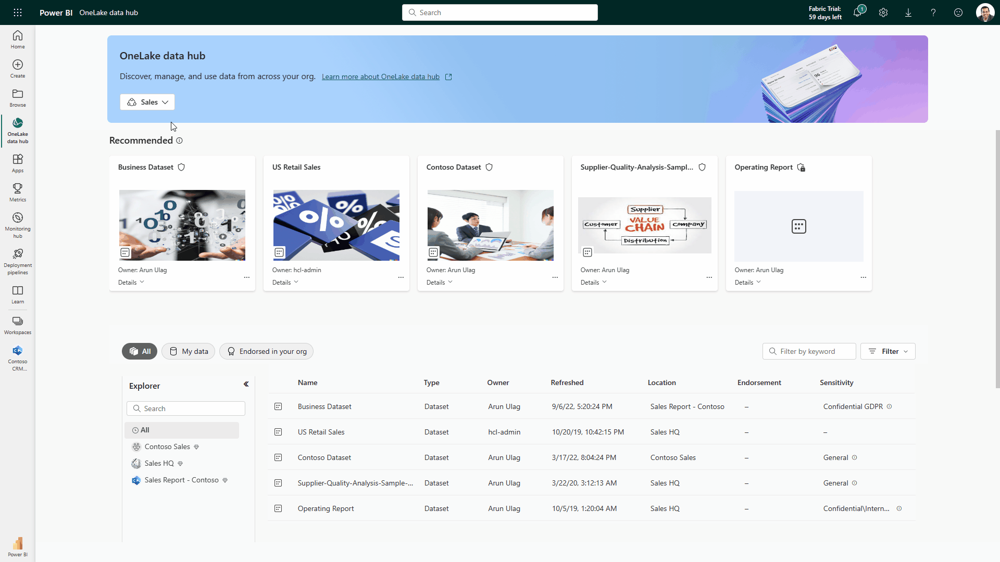 Power BI OneLake data hub
Search
Fabric Trial:
59 days left
1
Home
Create
Browse
OneLake
data hub
Apps
Metrics
Monitoring
hub
Deployment
pipelines
Learn
Workspaces
Contoso
CRM...
Power BI
OneLake data hub
Discover, manage, and use data from across your org. Learn more about OneLake data hub
Sales
Recommended
Business Dataset
Owner: Arun Ulag
Details
US Retail Sales
Owner: hcl-admin
Details
Contoso Dataset
Owner: Arun Ulag
Details
Supplier-Quality-Analysis-Sampl...
Supplier
Customer VALUE CHAIN Company
Distribution
Owner: Arun Ulag
Details
Operating Report
Owner: Arun Ulag
Details
All My data Endorsed in your org
Filter by keyword Filter
Explorer
Search
All
Contoso Sales
Sales HQ
Sales Report - Contoso
Name Type Owner Refreshed Location Endorsement Sensitivity
Business Dataset Dataset Arun Ulag 9/6/22, 5:20:24 PM Sales Report - Contoso – Confidential GDPR
US Retail Sales Dataset hcl-admin 10/20/19, 10:42:15 PM Sales HQ – –
Contoso Dataset Dataset Arun Ulag 3/17/22, 8:04:24 PM Contoso Sales – General
Supplier-Quality-Analysis-Sample-... Dataset Arun Ulag 3/22/20, 3:12:13 AM Sales HQ – General
Operating Report Dataset Arun Ulag 10/5/19, 1:20:04 AM Sales HQ – Confidential\Intern...